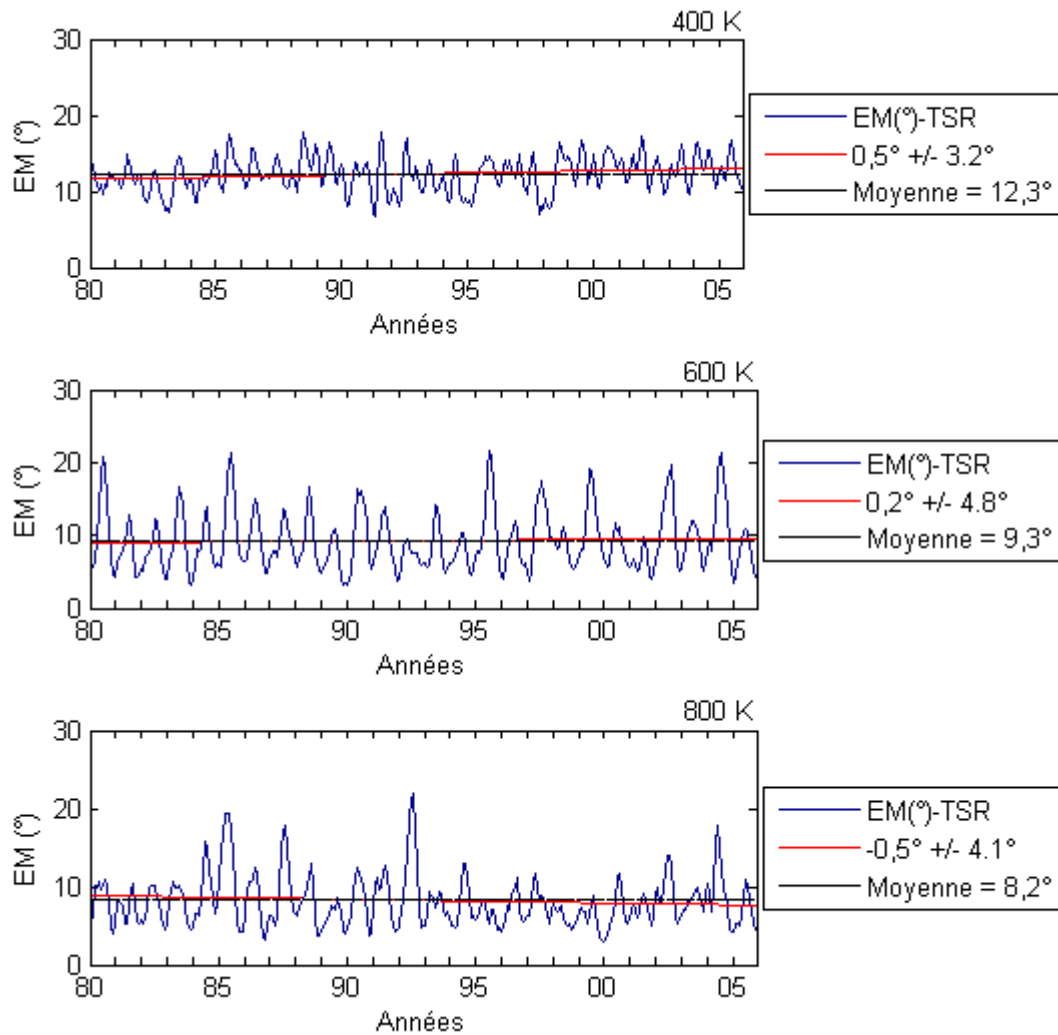 400 K
30
20
10
0
EM (°)
80 85 90 95 00 05
Années
EM(°)-TSR
0,5° +/- 3.2°
Moyenne = 12,3°
600 K
30
20
10
0
EM (°)
80 85 90 95 00 05
Années
EM(°)-TSR
0,2° +/- 4.8°
Moyenne = 9,3°
800 K
30
20
10
0
EM (°)
80 85 90 95 00 05
Années
EM(°)-TSR
-0,5° +/- 4.1°
Moyenne = 8,2°